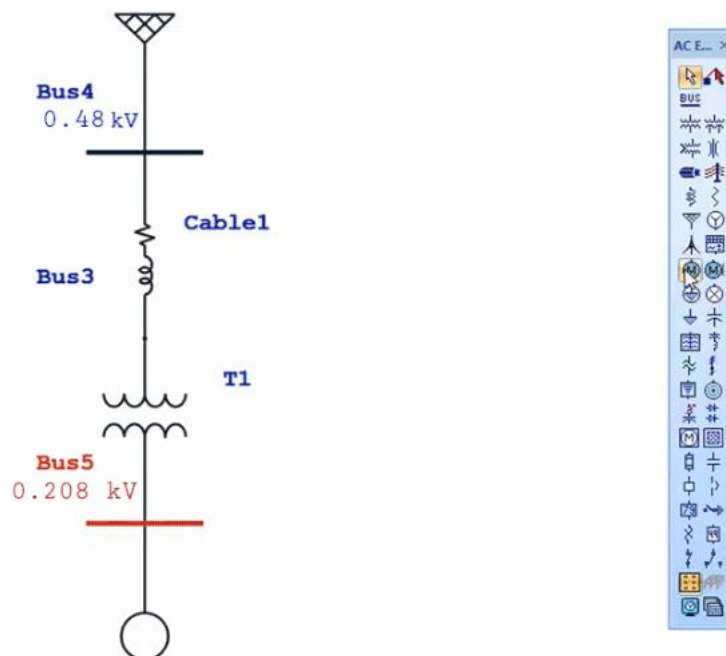 AC E...
Bus4
0.48 kV
BUS
Cable1
Bus3
T1
Bus5
0.208 kV